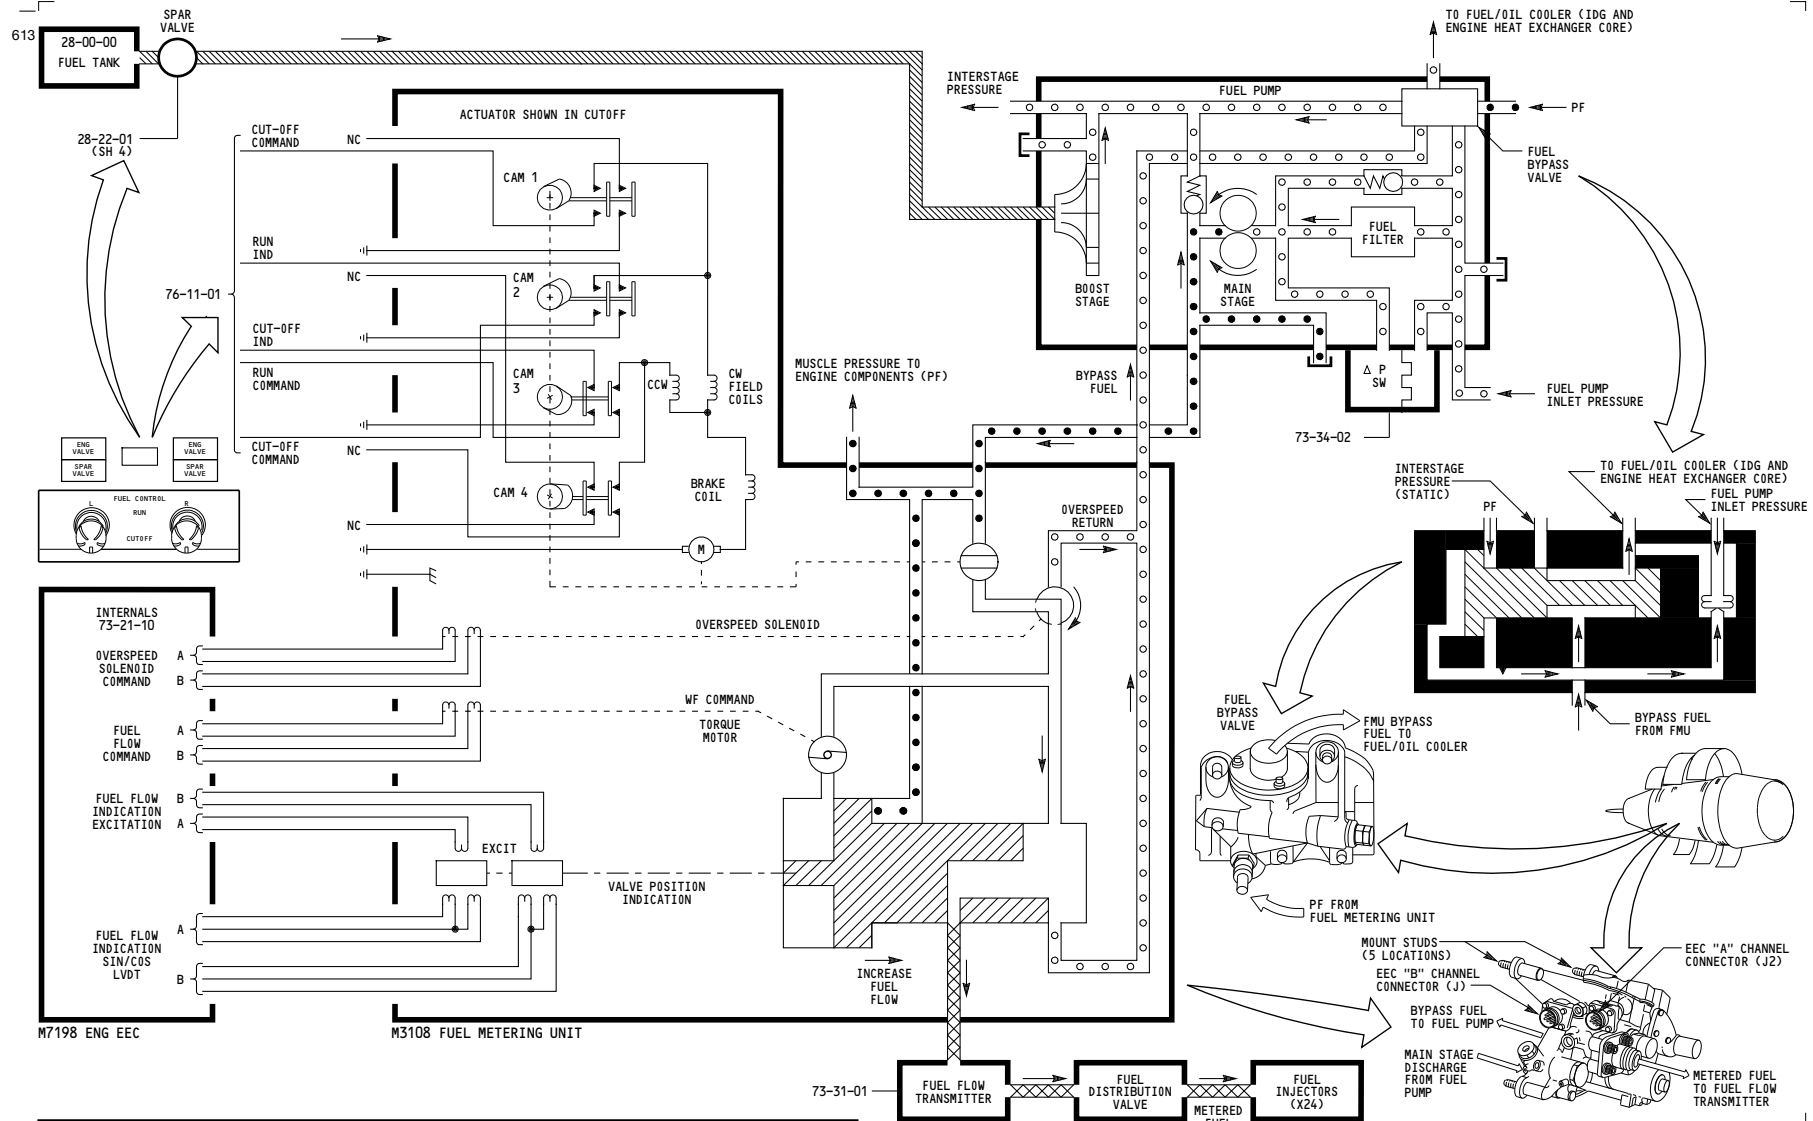 613
28-00-00
FUEL TANK
SPAR
VALVE
28-22-01
(SH 4)
76-11-01
CUT-OFF
COMMAND
RUN
IND
CUT-OFF
IND
RUN
COMMAND
CUT-OFF
COMMAND
ENG
VALVE
SPAR
VALVE
ENG
VALVE
SPAR
VALVE
FUEL CONTROL
L
RUN
R
CUTOFF
ACTUATOR SHOWN IN CUTOFF
NC
CAM 1
NC
CAM
2
CAM
3
CCW
CW
FIELD
COILS
NC
CAM 4
BRAKE
COIL
NC
M
INTERNALS
73-21-10
OVERSPEED
SOLENOID
COMMAND
A
B
FUEL
FLOW
COMMAND
A
B
FUEL FLOW
INDICATION
EXCITATION
B
A
FUEL FLOW
INDICATION
SIN/COS
LVDT
A
B
M7198 ENG EEC
OVERSPEED SOLENOID
WF COMMAND
TORQUE
MOTOR
EXCIT
VALVE POSITION
INDICATION
INCREASE
FUEL
FLOW
M3108 FUEL METERING UNIT
MUSCLE PRESSURE TO
ENGINE COMPONENTS (PF)
OVERSPEED
RETURN
BYPASS
FUEL
INTERSTAGE
PRESSURE
FUEL PUMP
TO FUEL/OIL COOLER (IDG AND
ENGINE HEAT EXCHANGER CORE)
PF
FUEL
BYPASS
VALVE
BOOST
STAGE
MAIN
STAGE
FUEL
FILTER
Δ P
SW
73-34-02
FUEL PUMP
INLET PRESSURE
INTERSTAGE
PRESSURE
(STATIC)
TO FUEL/OIL COOLER (IDG AND
ENGINE HEAT EXCHANGER CORE)
FUEL PUMP
INLET PRESSURE
PF
BYPASS FUEL
FROM FMU
FUEL
BYPASS
VALVE
FMU BYPASS
FUEL TO
FUEL/OIL COOLER
PF FROM
FUEL METERING UNIT
MOUNT STUDS
(5 LOCATIONS)
EEC "A" CHANNEL
CONNECTOR (J2)
EEC "B" CHANNEL
CONNECTOR (J)
BYPASS FUEL
TO FUEL PUMP
MAIN STAGE
DISCHARGE
FROM FUEL
PUMP
METERED FUEL
TO FUEL FLOW
TRANSMITTER
73-31-01
FUEL FLOW
TRANSMITTER
FUEL
DISTRIBUTION
VALVE
METERED
FUEL
FUEL
INJECTORS
(X24)